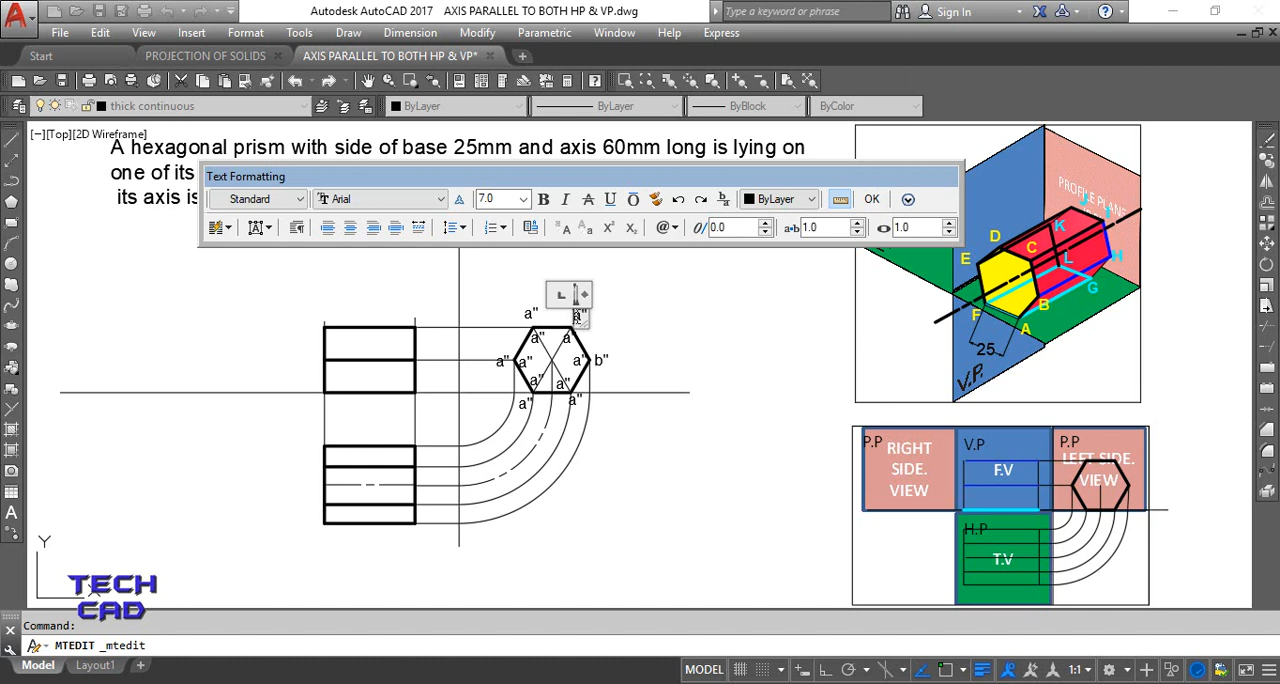 Autodesk AutoCAD 2017 AXIS PARALLEL TO BOTH HP & VP.dwg
Type a keyword or phrase
Sign In
File Edit View Insert Format Tools Draw Dimension Modify Parametric Window Help Express
Start
PROJECTION OF SOLIDS
AXIS PARALLEL TO BOTH HP & VP*
thick continuous
ByLayer
ByLayer
ByBlock
ByColor
[−][Top][2D Wireframe]
A hexagonal prism with side of base 25mm and axis 60mm long is lying on
one of its
its axis is
Text Formatting
Standard
Arial
7.0
B I A U O
ByLayer
OK
0.0
a•b 1.0
1.0
a"
a"
a"
a
a" a" a" b"
a" a"
a" a"
D
E
C
K
J
I
L
H
G
B
F
A
25
V.P.
P.P
RIGHT
SIDE.
VIEW
V.P
F.V
P.P
LEFT SIDE.
VIEW
H.P
T.V
Y
TECH
CAD
Command:
MTEDIT _mtedit
Model Layout1
MODEL
1:1